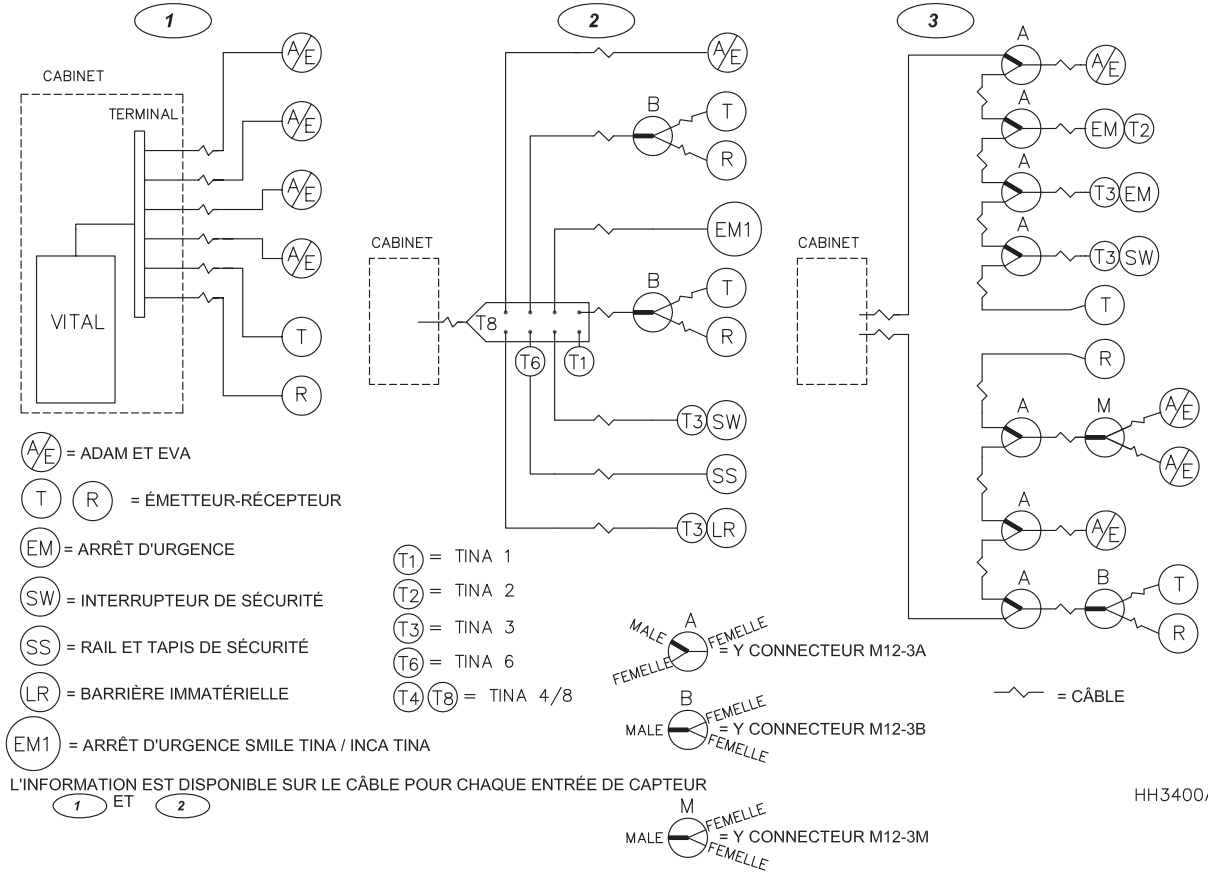 1
2
3
CABINET
TERMINAL
VITAL
A/E
A/E
A/E
A/E
T
R
A/E
B
T
R
EM1
CABINET
B
T
R
T8
T6
T1
T3 SW
SS
T3 LR
A
A/E
A
EM T2
A
T3 EM
A
T3 SW
CABINET
T
R
A
M
A/E
A/E
A
A/E
A
B
T
R
A/E = ADAM ET EVA
T R = ÉMETTEUR-RÉCEPTEUR
EM = ARRÊT D'URGENCE
SW = INTERRUPTEUR DE SÉCURITÉ
SS = RAIL ET TAPIS DE SÉCURITÉ
LR = BARRIÈRE IMMATÉRIELLE
EM1 = ARRÊT D'URGENCE SMILE TINA / INCA TINA
L'INFORMATION EST DISPONIBLE SUR LE CÂBLE POUR CHAQUE ENTRÉE DE CAPTEUR
1 ET 2
T1 = TINA 1
T2 = TINA 2
T3 = TINA 3
T6 = TINA 6
T4 T8 = TINA 4/8
A
MALE FEMELLE
FEMELLE = Y CONNECTEUR M12-3A
B
MALE FEMELLE = Y CONNECTEUR M12-3B
FEMELLE
M
MALE FEMELLE = Y CONNECTEUR M12-3M
FEMELLE
= CÂBLE
HH3400/